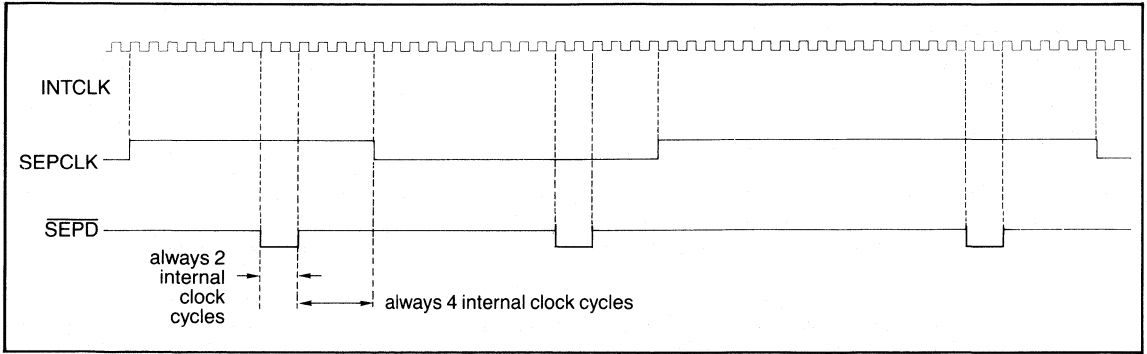 INTCLK
SEPCLK
SEPD
always 2
internal
clock
cycles
always 4 internal clock cycles